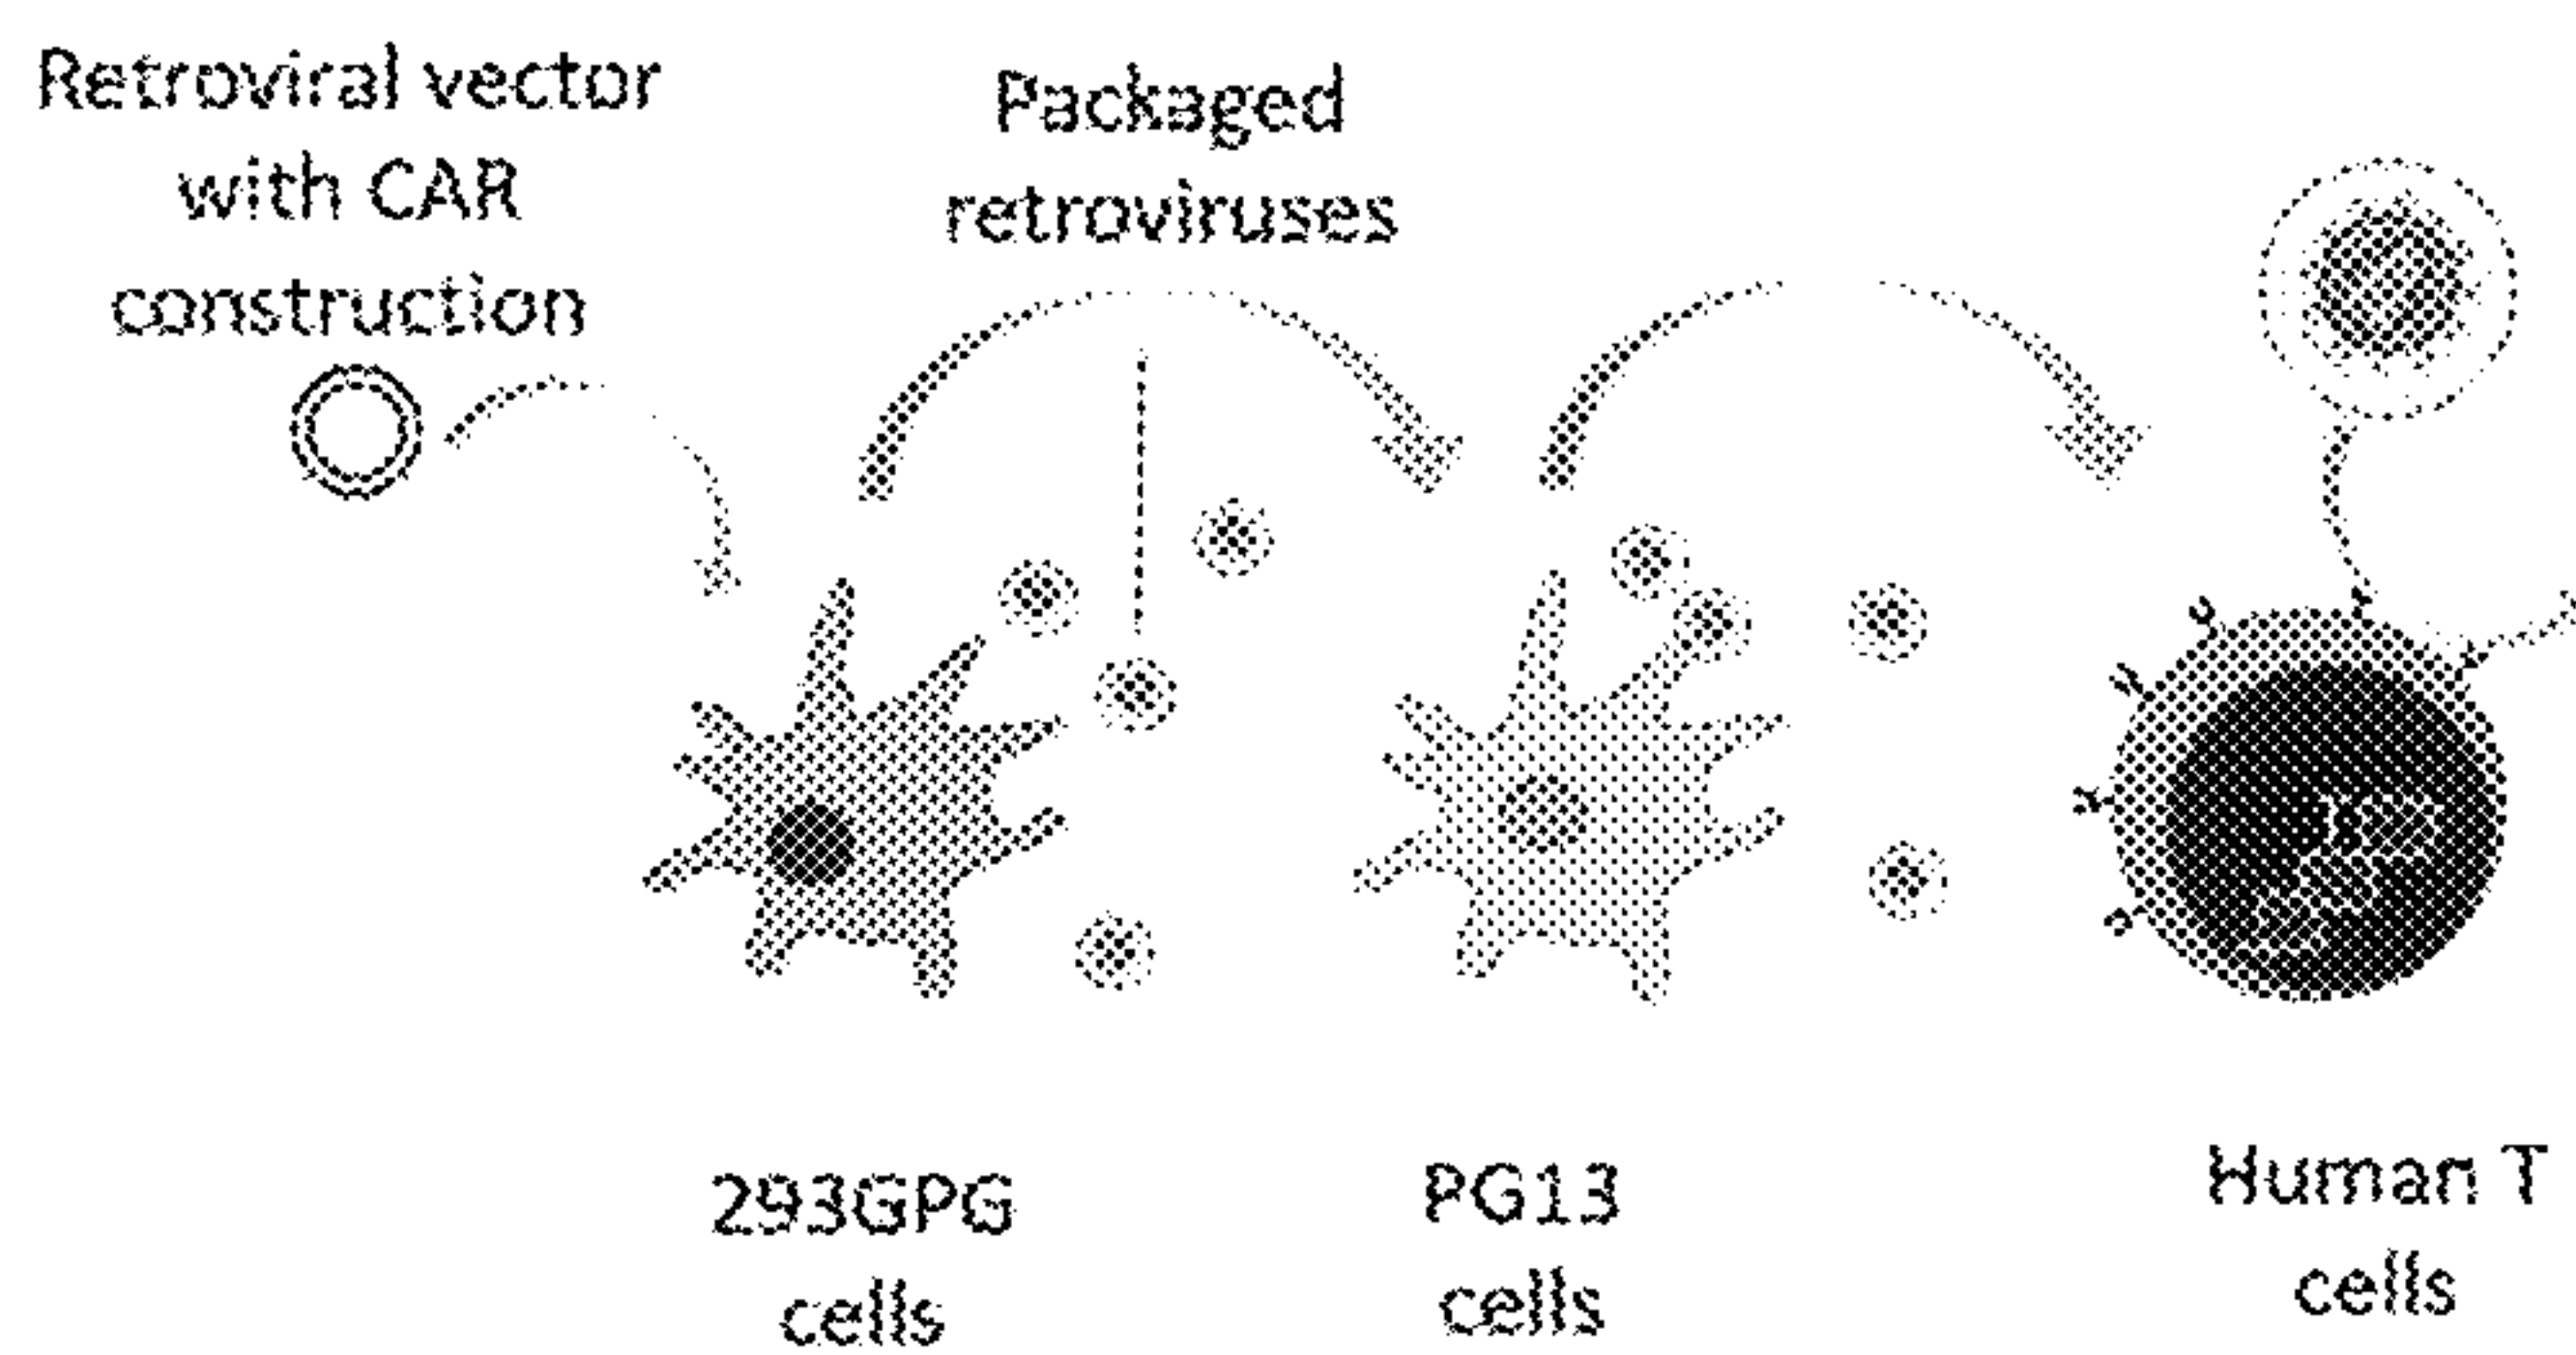 Retroviral vector
with CAR
construction
Packaged
retroviruses
293GPG
cells
PG13
cells
Human T
cells